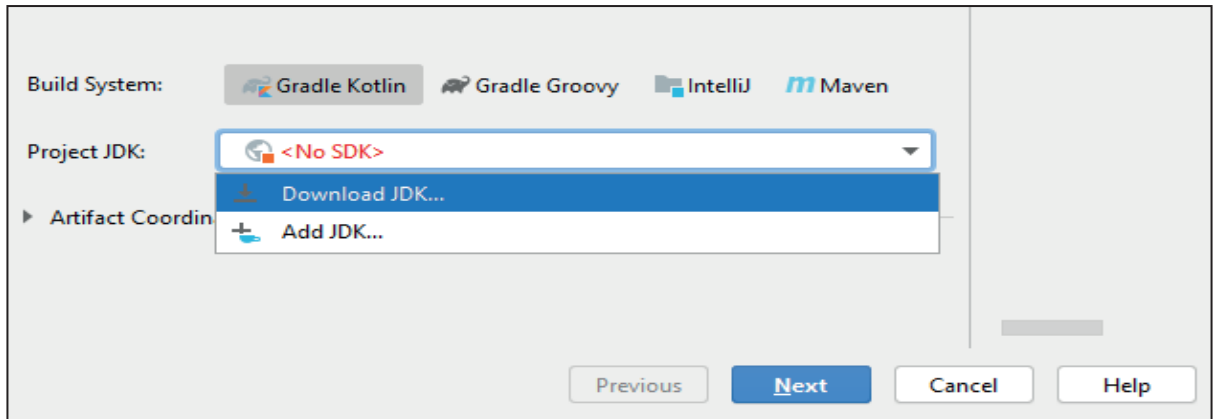 Build System: Gradle Kotlin Gradle Groovy IntelliJ m Maven
Project JDK: <No SDK>
Download JDK...
Artifact Coordin
Add JDK...
Previous Next Cancel Help